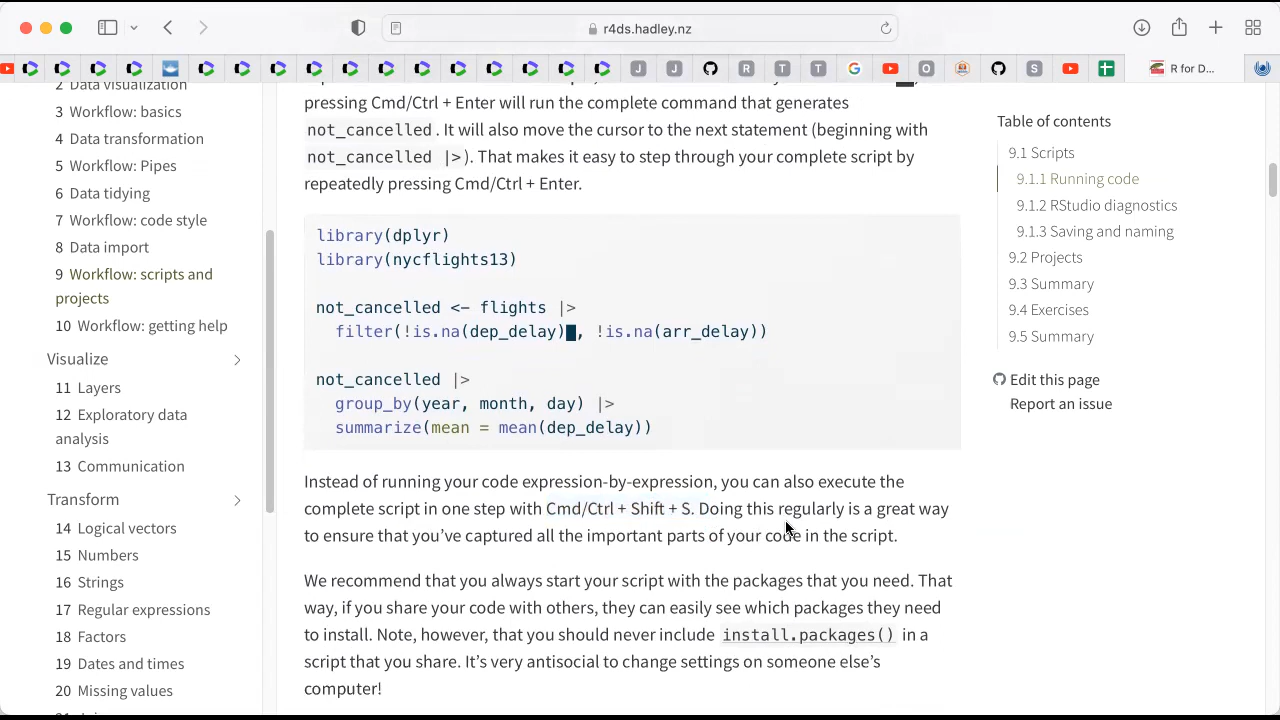 r4ds.hadley.nz
J
J
R
T
T
G
O
S
R for D...
2 Data visualization
3 Workflow: basics
4 Data transformation
5 Workflow: Pipes
6 Data tidying
7 Workflow: code style
8 Data import
9 Workflow: scripts and
projects
10 Workflow: getting help
Visualize
11 Layers
12 Exploratory data
analysis
13 Communication
Transform
14 Logical vectors
15 Numbers
16 Strings
17 Regular expressions
18 Factors
19 Dates and times
20 Missing values
pressing Cmd/Ctrl + Enter will run the complete command that generates
not_cancelled. It will also move the cursor to the next statement (beginning with
not_cancelled |>). That makes it easy to step through your complete script by
repeatedly pressing Cmd/Ctrl + Enter.
library(dplyr)
library(nycflights13)
not_cancelled <- flights |>
filter(!is.na(dep_delay)█, !is.na(arr_delay))
not_cancelled |>
group_by(year, month, day) |>
summarize(mean = mean(dep_delay))
Instead of running your code expression-by-expression, you can also execute the
complete script in one step with Cmd/Ctrl + Shift + S. Doing this regularly is a great way
to ensure that you've captured all the important parts of your code in the script.
We recommend that you always start your script with the packages that you need. That
way, if you share your code with others, they can easily see which packages they need
to install. Note, however, that you should never include install.packages() in a
script that you share. It's very antisocial to change settings on someone else's
computer!
Table of contents
9.1 Scripts
9.1.1 Running code
9.1.2 RStudio diagnostics
9.1.3 Saving and naming
9.2 Projects
9.3 Summary
9.4 Exercises
9.5 Summary
Edit this page
Report an issue